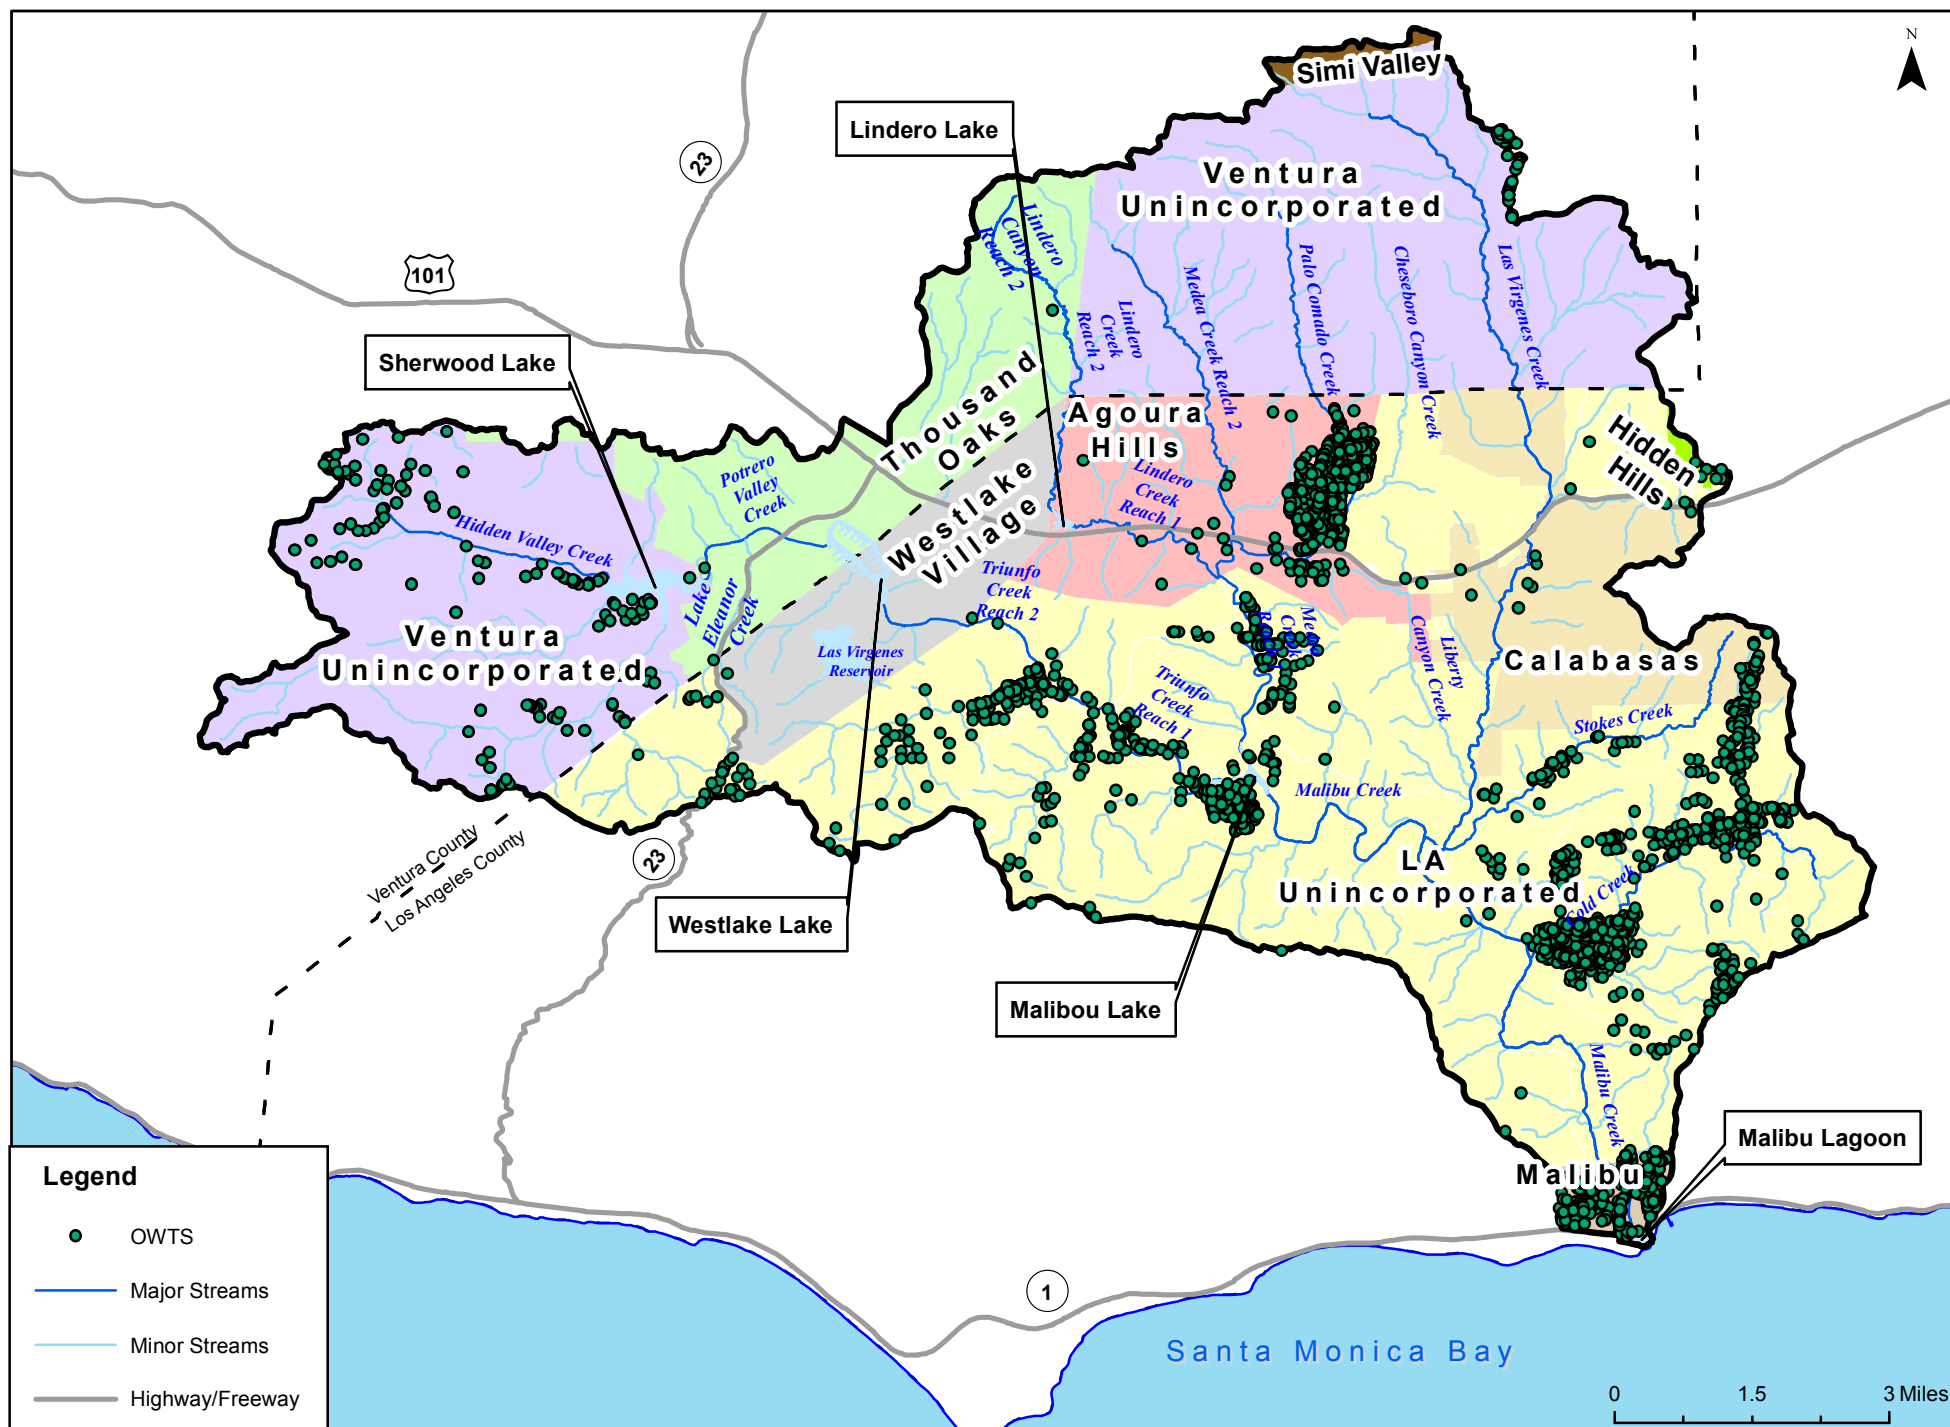 N
Simi Valley
Lindero Lake
23
Ventura
Unincorporated
Lindero
Canyon
Reach 2
101
Lindero
Creek
Reach 2
Medea Creek Reach 2
Palo Comado Creek
Cheseboro Canyon Creek
Las Virgenes Creek
Sherwood Lake
Thousand
Oaks
Agoura
Hills
Hidden
Hills
Potrero
Valley
Creek
Westlake
Village
Lindero
Creek
Reach 1
Hidden Valley Creek
Lake
Eleanor
Creek
Triunfo
Creek
Reach 2
Medea
Creek
Ventura
Unincorporated
Las Virgenes
Reservoir
Liberty
Canyon Creek
Calabasas
Triunfo
Creek
Reach 1
Stokes Creek
Malibu Creek
Ventura County
Los Angeles County
23
LA
Unincorporated
Cold Creek
Westlake Lake
Malibou Lake
Malibu Creek
Malibu Lagoon
Malibu
Legend
OWTS
Major Streams
Minor Streams
Highway/Freeway
1
Santa Monica Bay
0 1.5 3 Miles